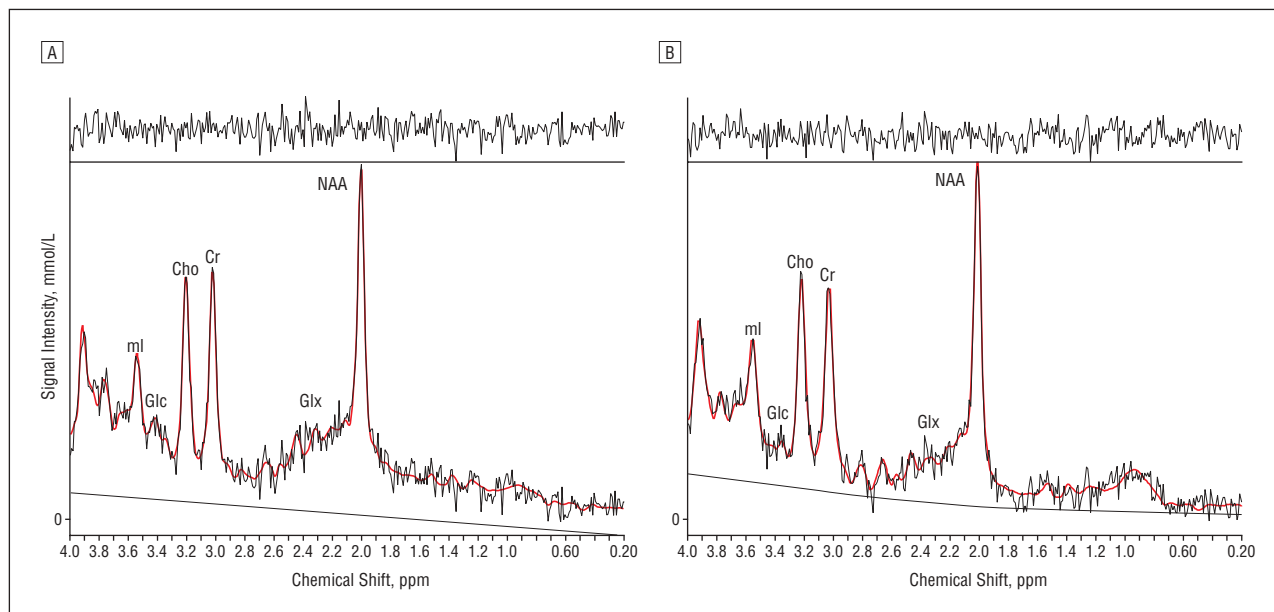 A
B
NAA
NAA
Cho
Cr
Cho
Cr
mI
mI
Glc
Glx
Glc
Glx
Signal Intensity, mmol/L
0
0
4.0 3.8 3.6 3.4 3.2 3.0 2.8 2.6 2.4 2.2 2.0 1.8 1.6 1.4 1.2 1.0 0.60 0.20
4.0 3.8 3.6 3.4 3.2 3.0 2.8 2.6 2.4 2.2 2.0 1.8 1.6 1.4 1.2 1.0 0.60 0.20
Chemical Shift, ppm
Chemical Shift, ppm